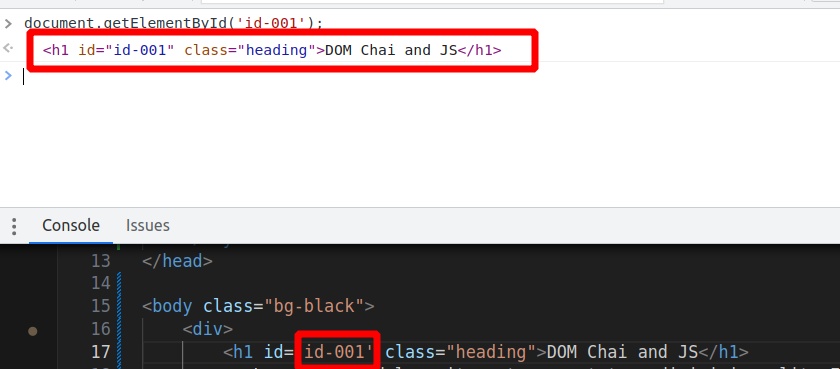 document.getElementById('id-001');
<h1 id="id-001" class="heading">DOM Chai and JS</h1>
Console Issues
13 </head>
14
15 <body class="bg-black">
16 <div>
17 <h1 id='id-001' class="heading">DOM Chai and JS</h1>